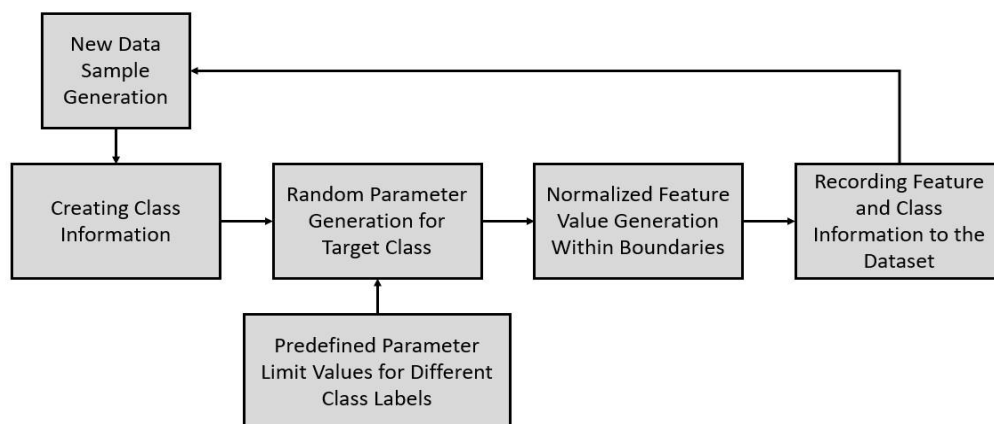 New Data
Sample
Generation
Creating Class
Information
Random Parameter
Generation for
Target Class
Normalized Feature
Value Generation
Within Boundaries
Recording Feature
and Class
Information to the
Dataset
Predefined Parameter
Limit Values for Different
Class Labels